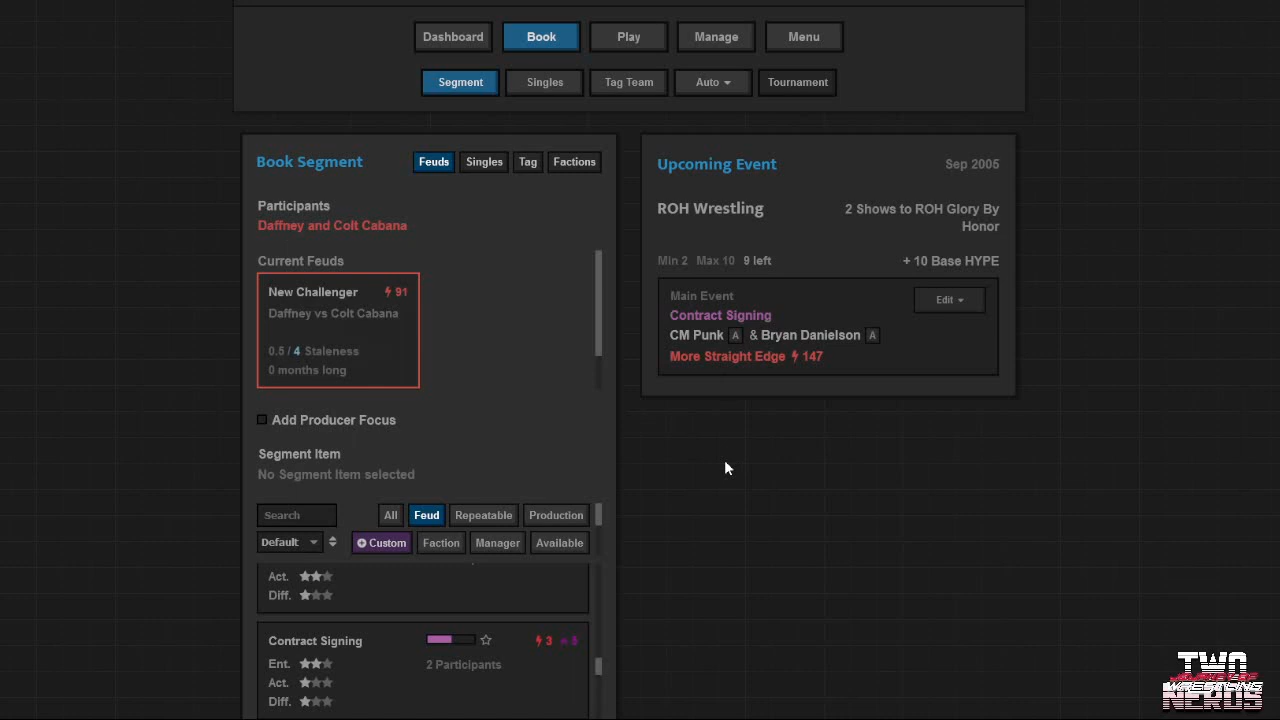 Dashboard Book Play Manage Menu
Segment Singles Tag Team Auto Tournament
Book Segment Feuds Singles Tag Factions
Participants
Daffney and Colt Cabana
Current Feuds
New Challenger 91
Daffney vs Colt Cabana
0.5 / 4 Staleness
0 months long
Add Producer Focus
Segment Item
No Segment Item selected
Search All Feud Repeatable Production
Default Custom Faction Manager Available
Act.
Diff.
Contract Signing 3 5
Ent. 2 Participants
Act.
Diff.
Upcoming Event Sep 2005
ROH Wrestling 2 Shows to ROH Glory By
Honor
Min 2 Max 10 9 left + 10 Base HYPE
Main Event Edit
Contract Signing
CM Punk A & Bryan Danielson A
More Straight Edge 147
TWO
WRESTLING
NERDS